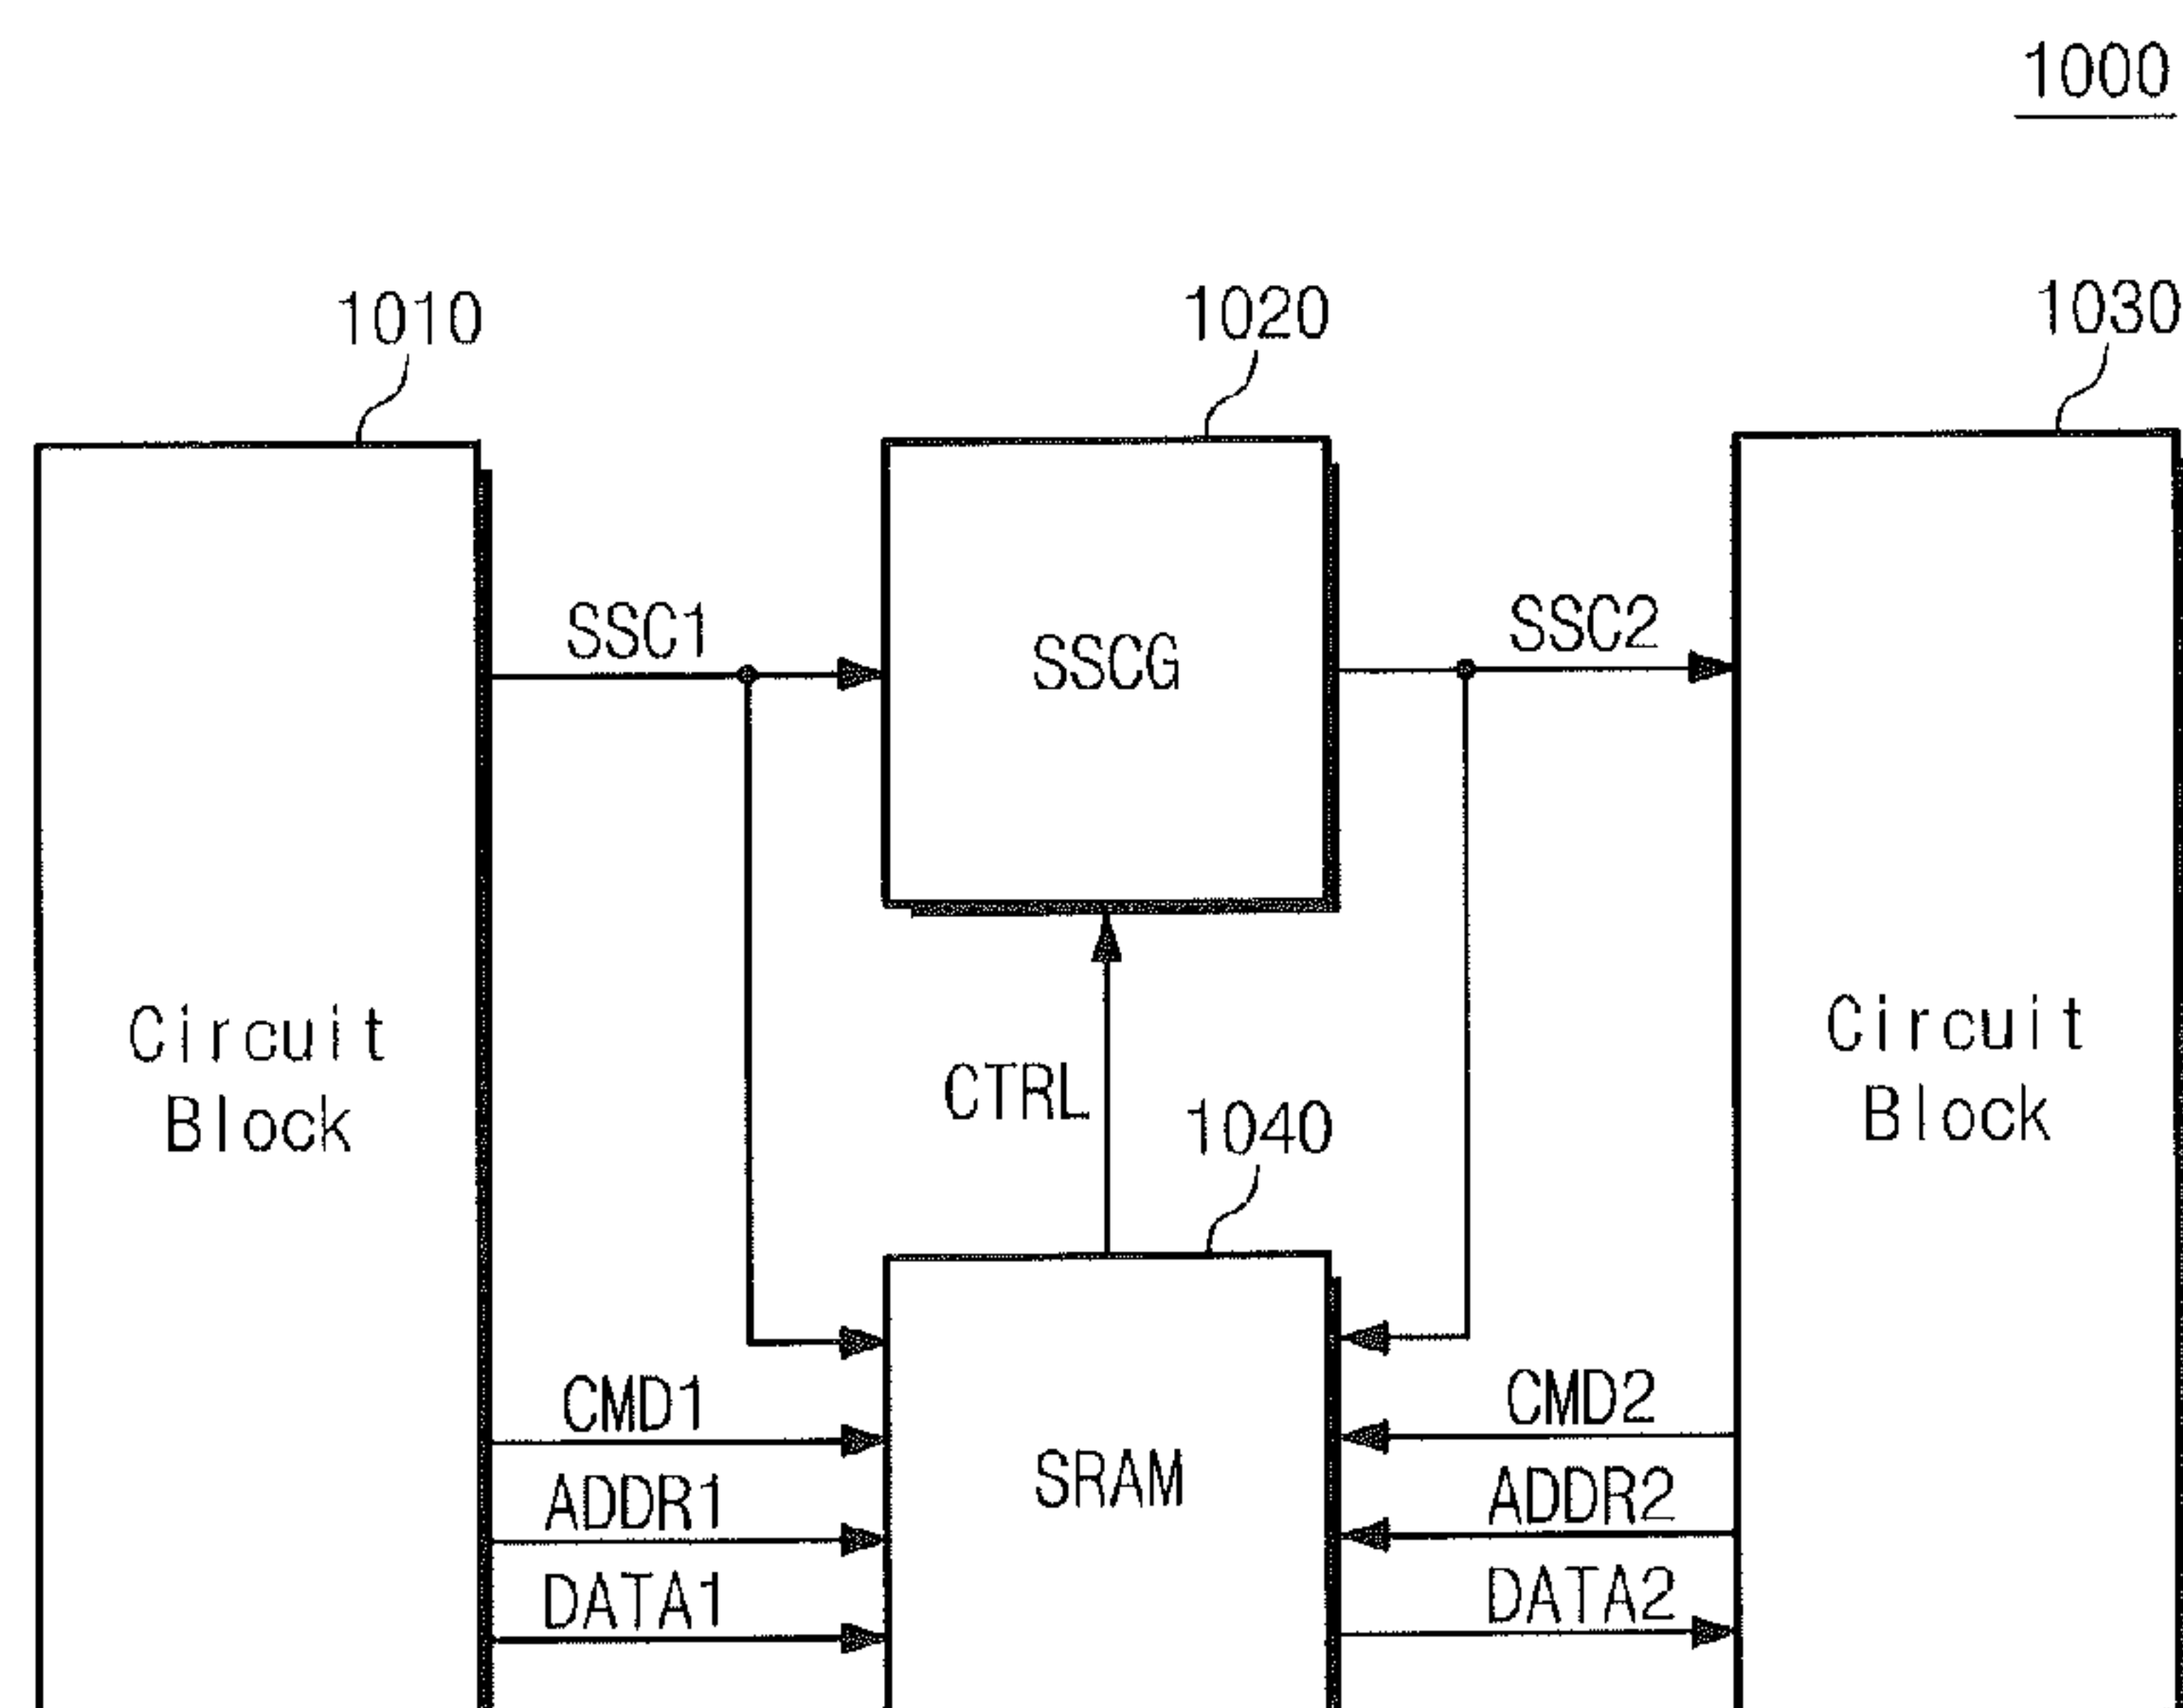 1000
1010
1020
1030
SSC1
SSCG
SSC2
Circuit
Block
CTRL
1040
Circuit
Block
CMD1
CMD2
SRAM
ADDR1
ADDR2
DATA1
DATA2